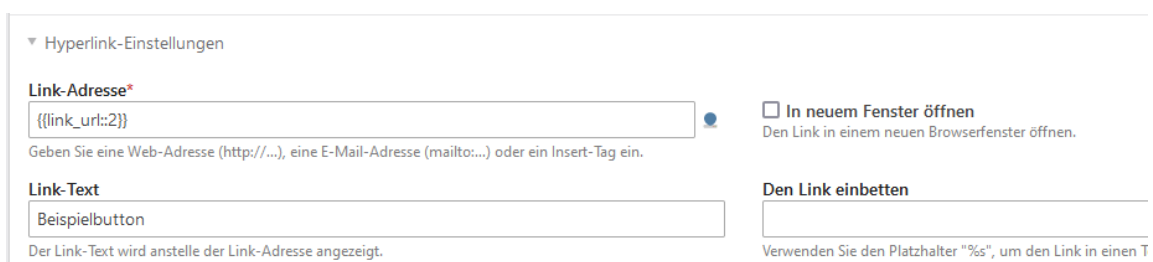 Hyperlink-Einstellungen
Link-Adresse*
{{link_url::2}}
In neuem Fenster öffnen
Den Link in einem neuen Browserfenster öffnen.
Geben Sie eine Web-Adresse (http://...), eine E-Mail-Adresse (mailto:...) oder ein Insert-Tag ein.
Link-Text
Den Link einbetten
Beispielbutton
Der Link-Text wird anstelle der Link-Adresse angezeigt.
Verwenden Sie den Platzhalter "%s", um den Link in einen T